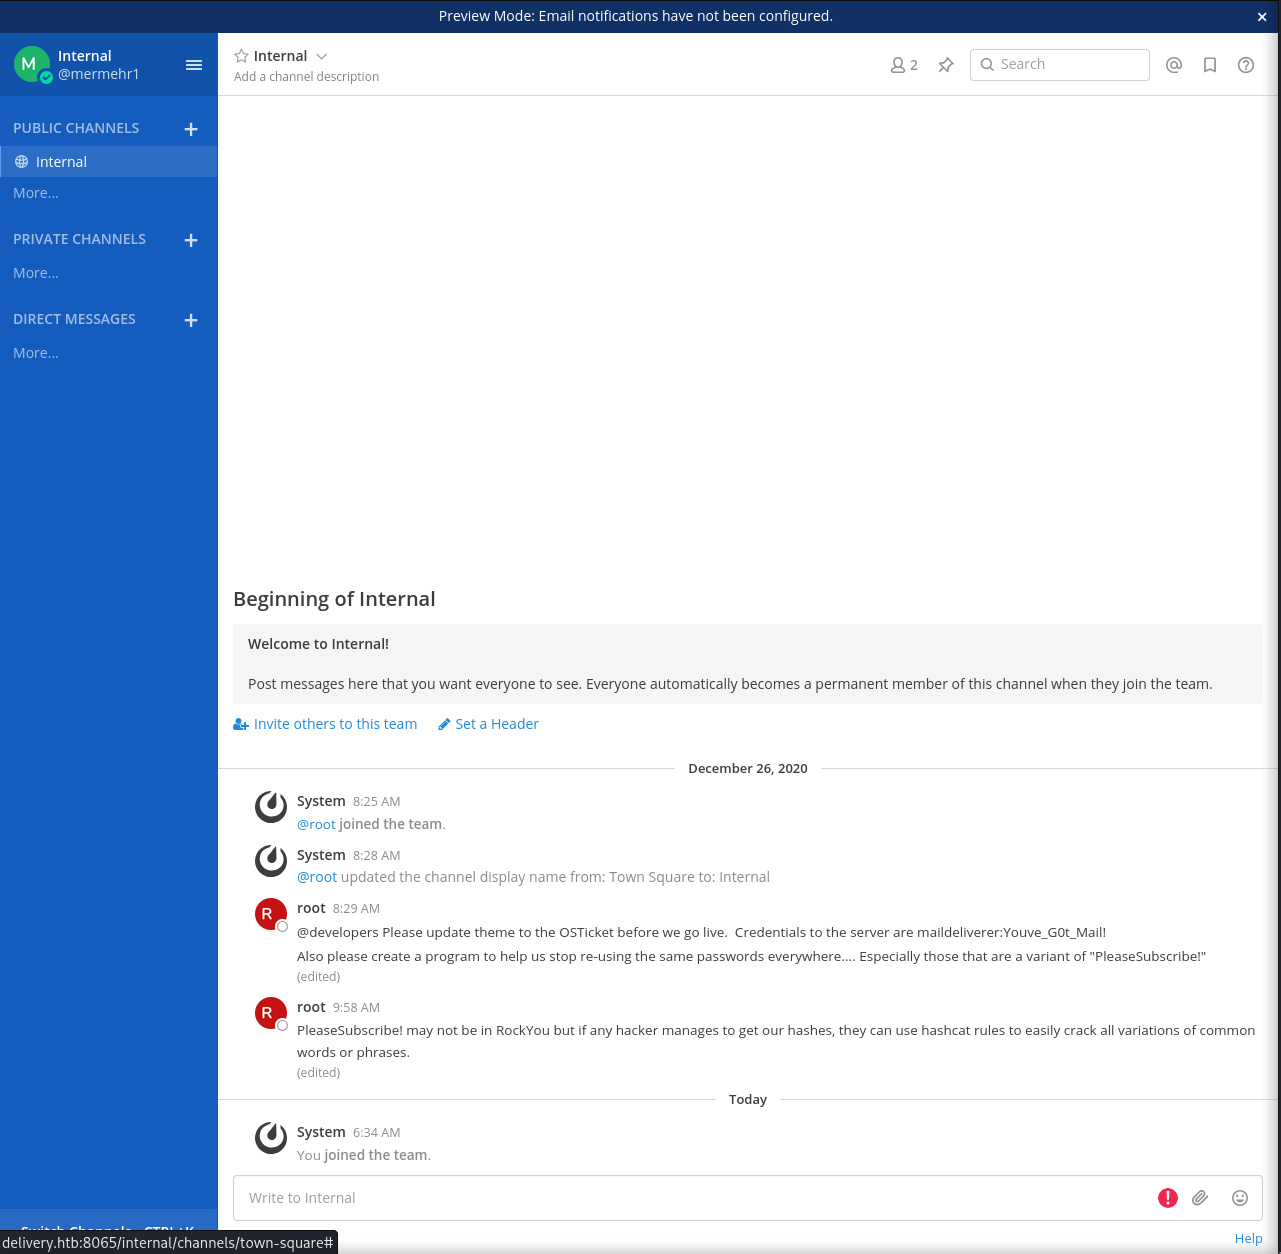 Preview Mode: Email notifications have not been configured.
M
Internal
@mermehr1
PUBLIC CHANNELS
Internal
More...
PRIVATE CHANNELS
More...
DIRECT MESSAGES
More...
Switch Channels - CTRL+K
delivery.htb:8065/internal/channels/town-square#
Internal
Add a channel description
2
Search
Beginning of Internal
Welcome to Internal!
Post messages here that you want everyone to see. Everyone automatically becomes a permanent member of this channel when they join the team.
Invite others to this team Set a Header
December 26, 2020
System 8:25 AM
@root joined the team.
System 8:28 AM
@root updated the channel display name from: Town Square to: Internal
R
root 8:29 AM
@developers Please update theme to the OSTicket before we go live. Credentials to the server are maildeliverer:Youve_G0t_Mail!
Also please create a program to help us stop re-using the same passwords everywhere.... Especially those that are a variant of "PleaseSubscribe!"
(edited)
R
root 9:58 AM
PleaseSubscribe! may not be in RockYou but if any hacker manages to get our hashes, they can use hashcat rules to easily crack all variations of common
words or phrases.
(edited)
Today
System 6:34 AM
You joined the team.
Write to Internal
Help